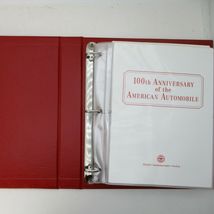 100th ANNIVERSARY
of the
AMERICAN AUTOMOBILE